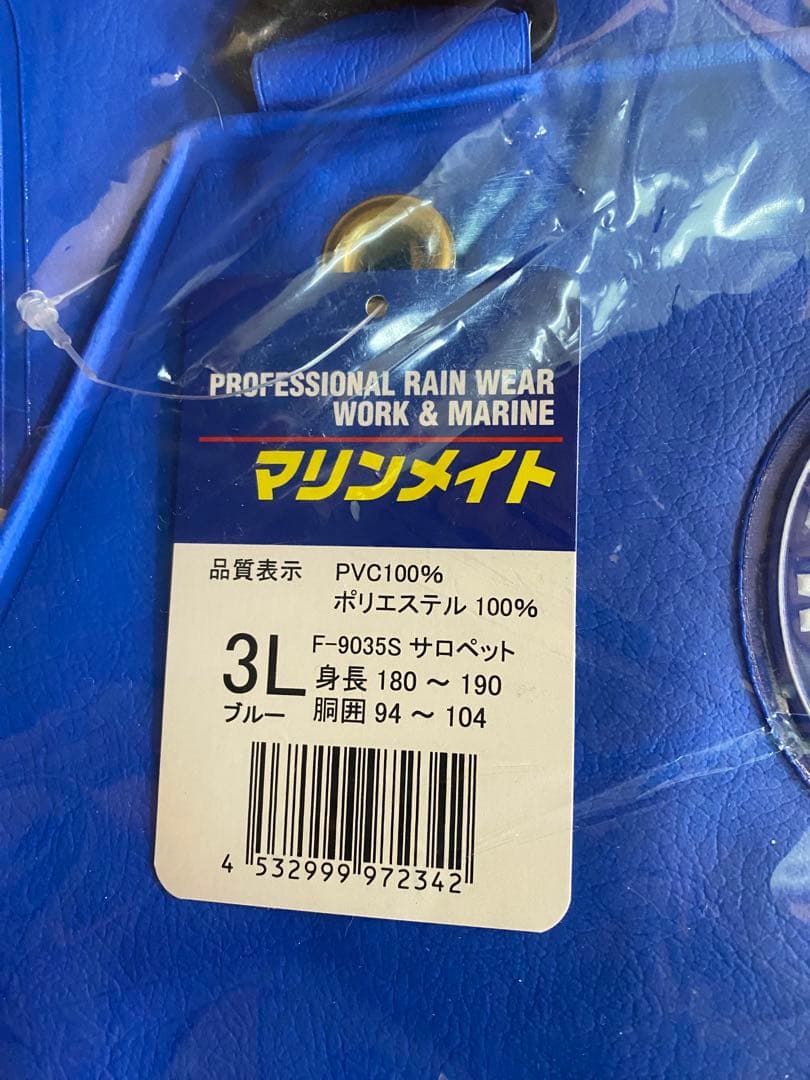 PROFESSIONAL RAIN WEAR
WORK & MARINE
マリンメイト
品質表示 PVC100%
ポリエステル 100%
3L
ブルー
F-9035S サロペット
身長 180 ～ 190
胴囲 94 ～ 104
4 532999 972342